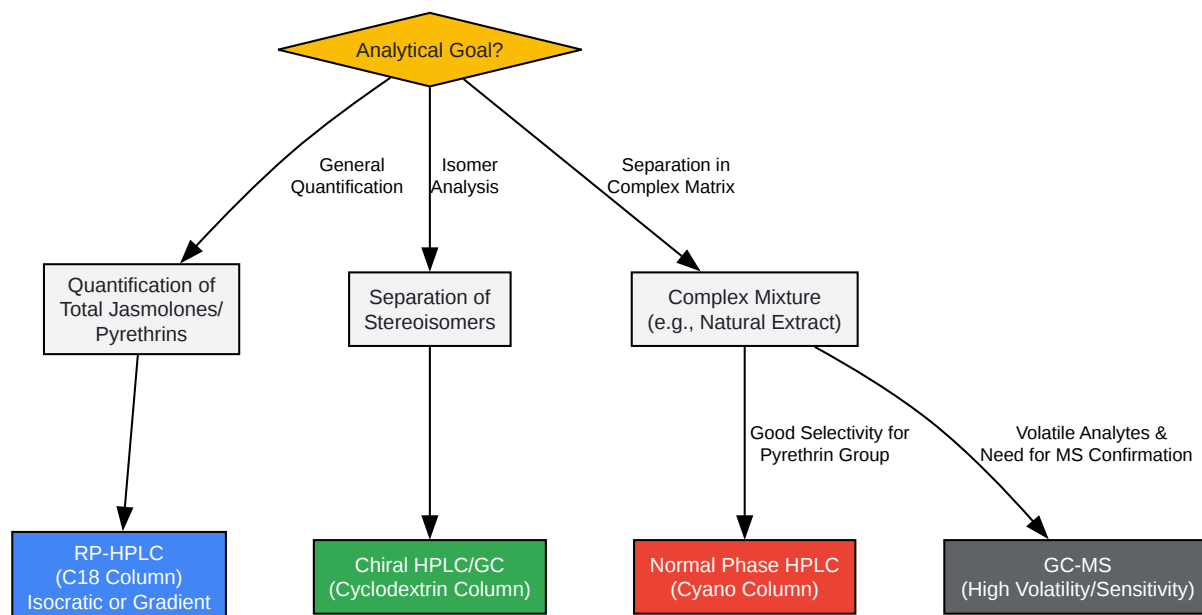 Analytical Goal?
General
Quantification
Isomer
Analysis
Separation in
Complex Matrix
Quantification of
Total Jasmolones/
Pyrethrins
Separation of
Stereoisomers
Complex Mixture
(e.g., Natural Extract)
Good Selectivity for
Pyrethrin Group
Volatile Analytes &
Need for MS Confirmation
RP-HPLC
(C18 Column)
Isocratic or Gradient
Chiral HPLC/GC
(Cyclodextrin Column)
Normal Phase HPLC
(Cyano Column)
GC-MS
(High Volatility/Sensitivity)